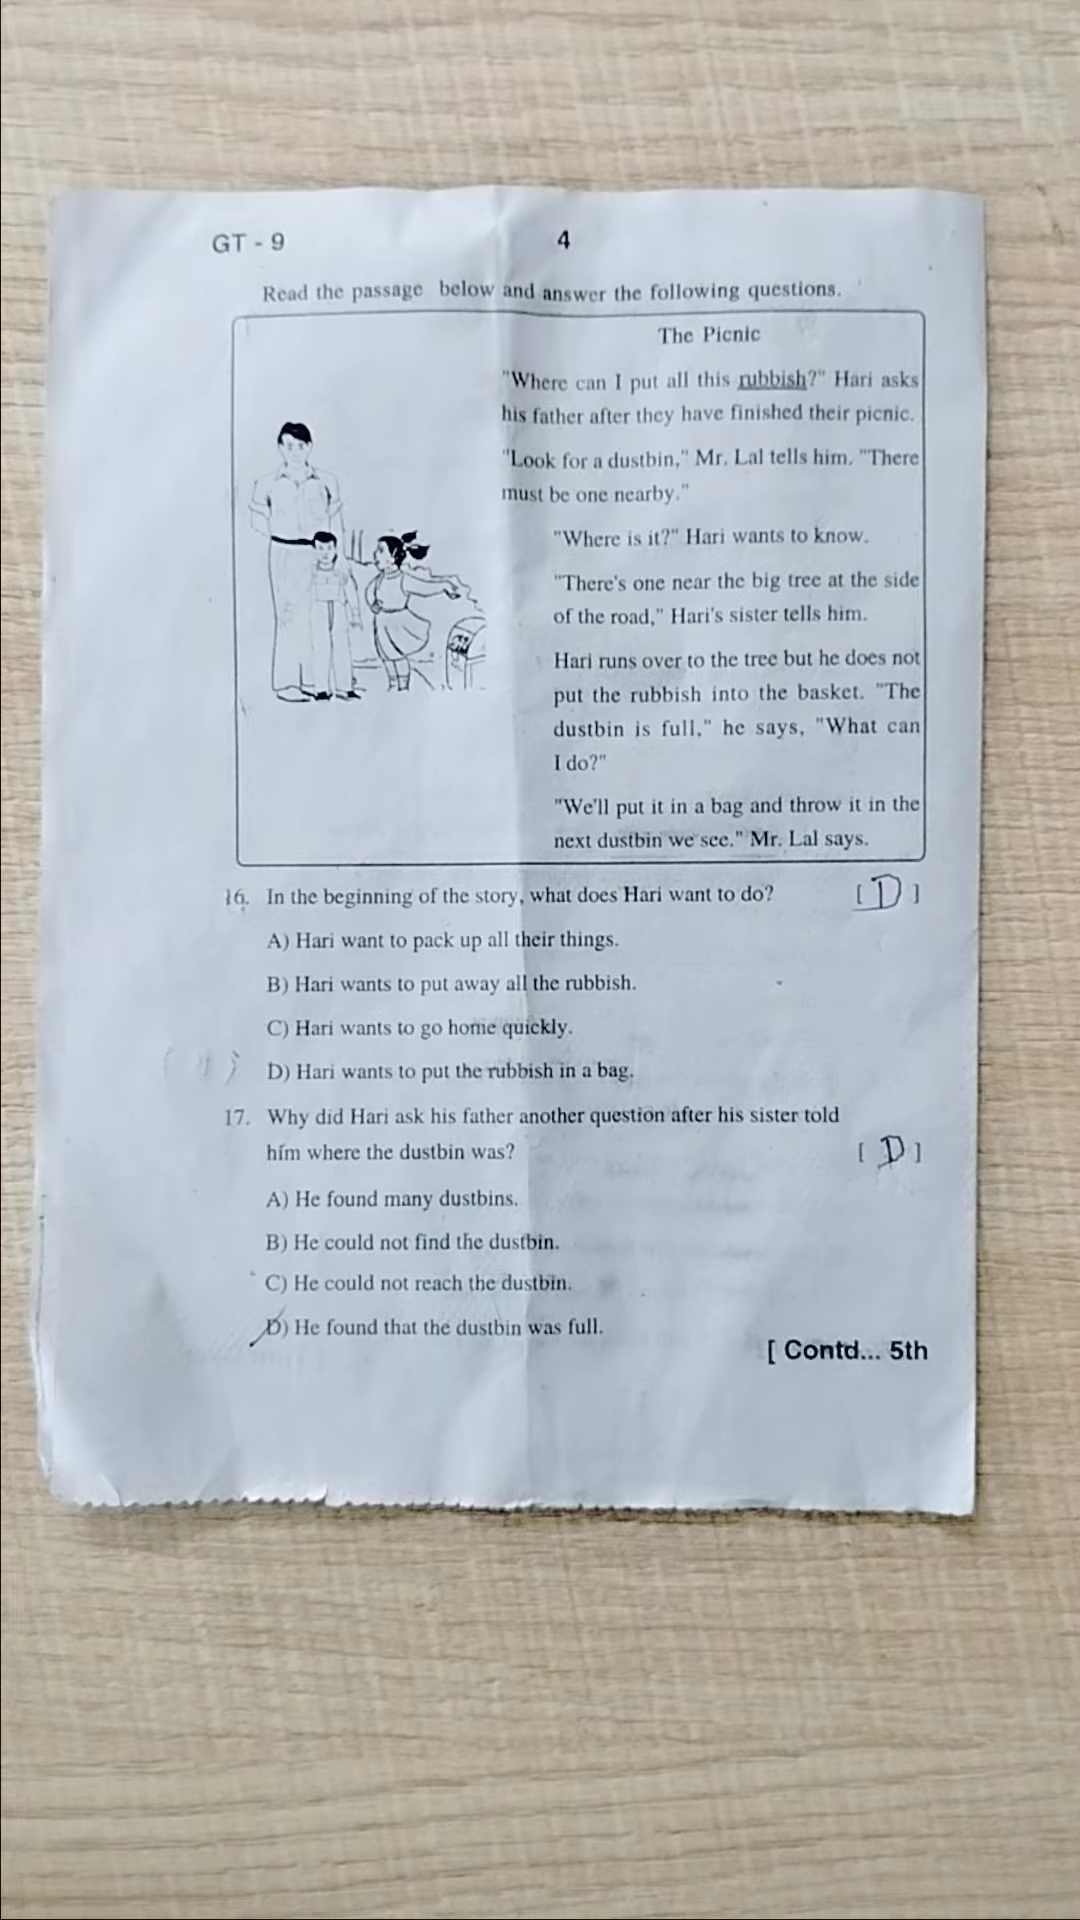 GT - 9 4
Read the passage below and answer the following questions.
The Picnic
"Where can I put all this rubbish?" Hari asks
his father after they have finished their picnic.
"Look for a dustbin," Mr. Lal tells him. "There
must be one nearby."
"Where is it?" Hari wants to know.
"There's one near the big tree at the side
of the road," Hari's sister tells him.
Hari runs over to the tree but he does not
put the rubbish into the basket. "The
dustbin is full," he says, "What can
I do?"
"We'll put it in a bag and throw it in the
next dustbin we see." Mr. Lal says.
16. In the beginning of the story, what does Hari want to do? [ D ]
A) Hari want to pack up all their things.
B) Hari wants to put away all the rubbish.
C) Hari wants to go home quickly.
D) Hari wants to put the rubbish in a bag.
17. Why did Hari ask his father another question after his sister told
him where the dustbin was? [ D ]
A) He found many dustbins.
B) He could not find the dustbin.
C) He could not reach the dustbin.
D) He found that the dustbin was full.
[ Contd... 5th